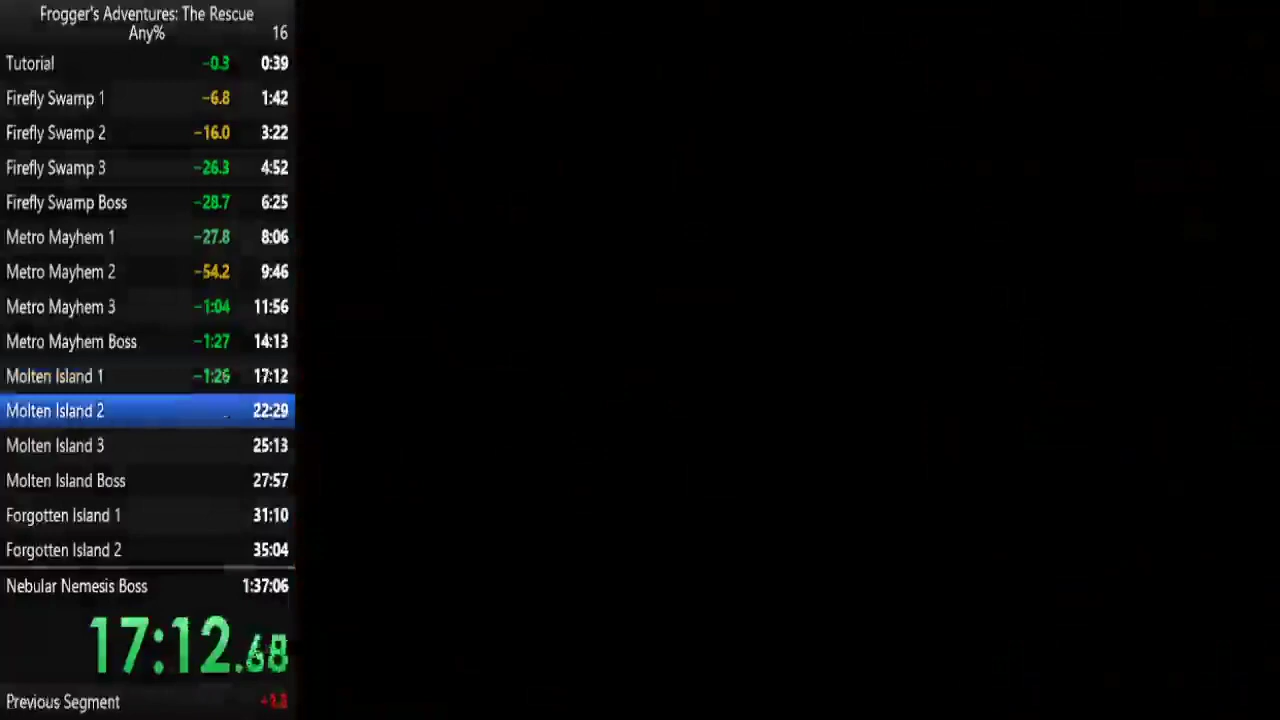 Frogger's Adventures: The Rescue
Any% 16
Tutorial -0.3 0:39
Firefly Swamp 1 -6.8 1:42
Firefly Swamp 2 -16.0 3:22
Firefly Swamp 3 -26.3 4:52
Firefly Swamp Boss -28.7 6:25
Metro Mayhem 1 -27.8 8:06
Metro Mayhem 2 -54.2 9:46
Metro Mayhem 3 -1:04 11:56
Metro Mayhem Boss -1:27 14:13
Molten Island 1 -1:26 17:12
Molten Island 2 22:29
Molten Island 3 25:13
Molten Island Boss 27:57
Forgotten Island 1 31:10
Forgotten Island 2 35:04
Nebular Nemesis Boss 1:37:06
17:12.68
Previous Segment